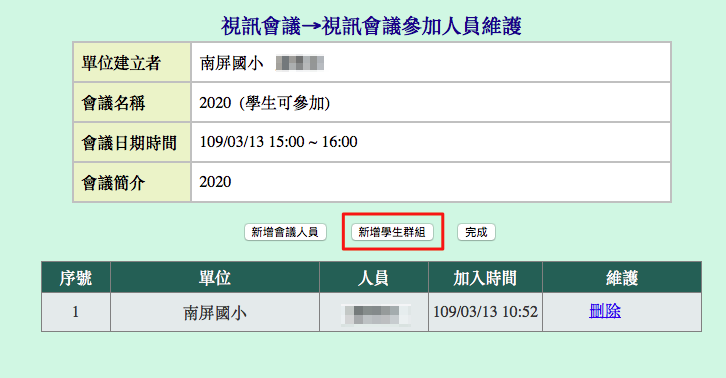 視訊會議→視訊會議參加人員維護
單位建立者 南屏國小
會議名稱 2020 (學生可參加)
會議日期時間 109/03/13 15:00 ~ 16:00
會議簡介 2020
新增會議人員 新增學生群組 完成
序號 單位 人員 加入時間 維護
1 南屏國小 109/03/13 10:52 刪除